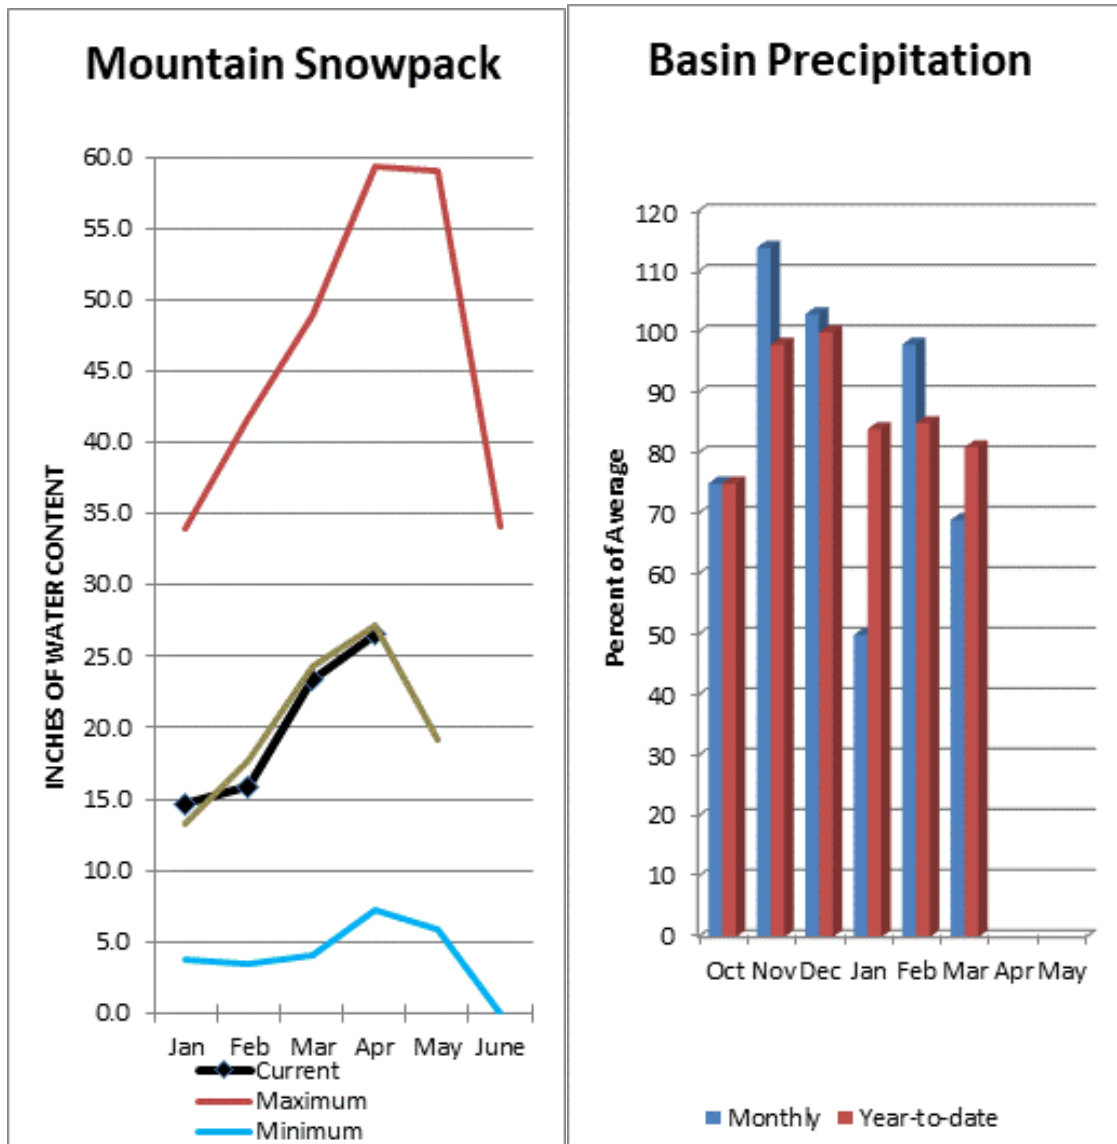 Mountain Snowpack
INCHES OF WATER CONTENT
60.0
55.0
50.0
45.0
40.0
35.0
30.0
25.0
20.0
15.0
10.0
5.0
0.0
Jan Feb Mar Apr May June
Current
Maximum
Minimum
Basin Precipitation
Percent of Average
120
110
100
90
80
70
60
50
40
30
20
10
0
Oct Nov Dec Jan Feb Mar Apr May
Monthly Year-to-date